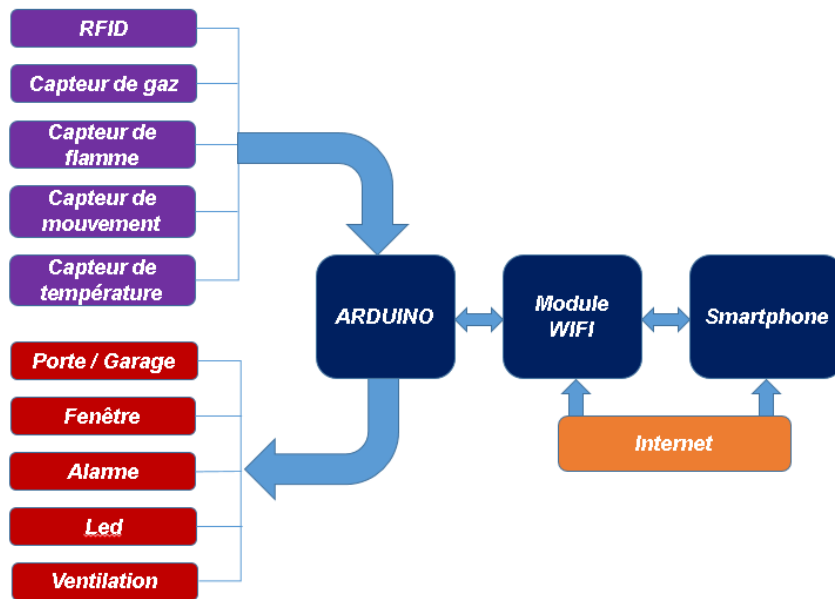 RFID
Capteur de gaz
Capteur de
flamme
Capteur de
mouvement
Capteur de
température
ARDUINO
Module
WIFI
Smartphone
Porte / Garage
Fenêtre
Alarme
Led
Ventilation
Internet